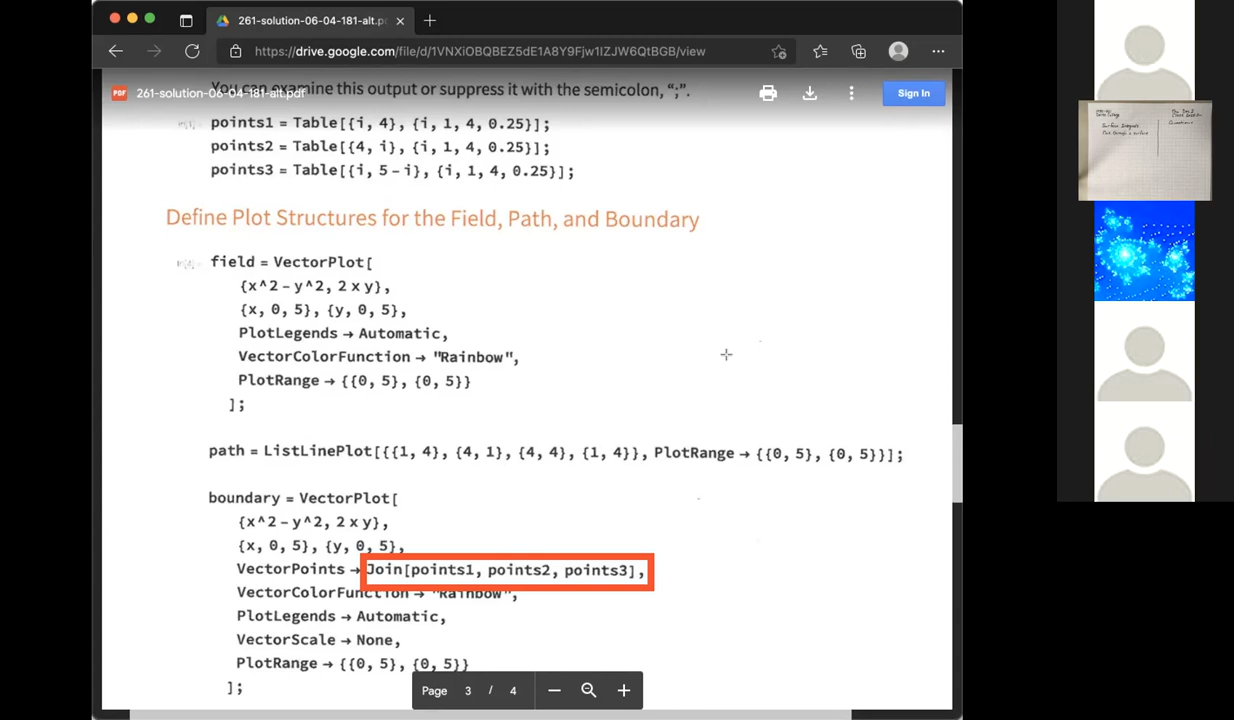 261-solution-06-04-181-alt.p
https://drive.google.com/file/d/1VNXiOBQBEZ5dE1A8Y9Fjw1IZJW6QtBGB/view
You can examine this output or suppress it with the semicolon, “;”.
PDF
261-solution-06-04-181-alt.pdf
Sign In
points1 = Table[{i, 4}, {i, 1, 4, 0.25}];
points2 = Table[{4, i}, {i, 1, 4, 0.25}];
points3 = Table[{i, 5 - i}, {i, 1, 4, 0.25}];
Define Plot Structures for the Field, Path, and Boundary
field = VectorPlot[
{x^2 - y^2, 2 x y},
{x, 0, 5}, {y, 0, 5},
PlotLegends → Automatic,
VectorColorFunction → "Rainbow",
PlotRange → {{0, 5}, {0, 5}}
];
path = ListLinePlot[{{1, 4}, {4, 1}, {4, 4}, {1, 4}}, PlotRange → {{0, 5}, {0, 5}}];
boundary = VectorPlot[
{x^2 - y^2, 2 x y},
{x, 0, 5}, {y, 0, 5},
VectorPoints → Join[points1, points2, points3],
VectorColorFunction → "Rainbow",
PlotLegends → Automatic,
VectorScale → None,
PlotRange → {{0, 5}, {0, 5}}
];
Page 3 / 4
Surface Integrals
Flux through a surface